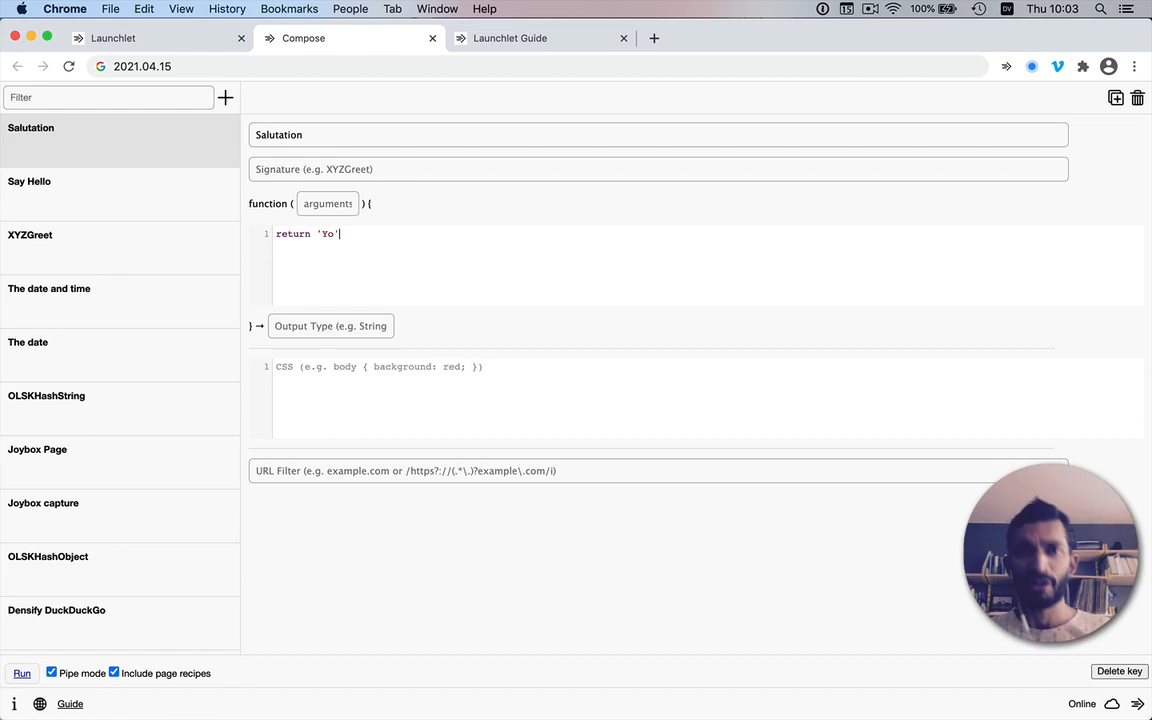 Chrome File Edit View History Bookmarks People Tab Window Help 15 100% DV Thu 10:03
Launchlet Compose Launchlet Guide
2021.04.15
Filter
Salutation
Say Hello
XYZGreet
The date and time
The date
OLSKHashString
Joybox Page
Joybox capture
OLSKHashObject
Densify DuckDuckGo
Salutation
Signature (e.g. XYZGreet)
function ( arguments ) {
1 return 'Yo'
} → Output Type (e.g. String
1 CSS (e.g. body { background: red; })
URL Filter (e.g. example.com or /https?://(.*\.)?example\.com/i)
Run Pipe mode Include page recipes Delete key
Guide Online